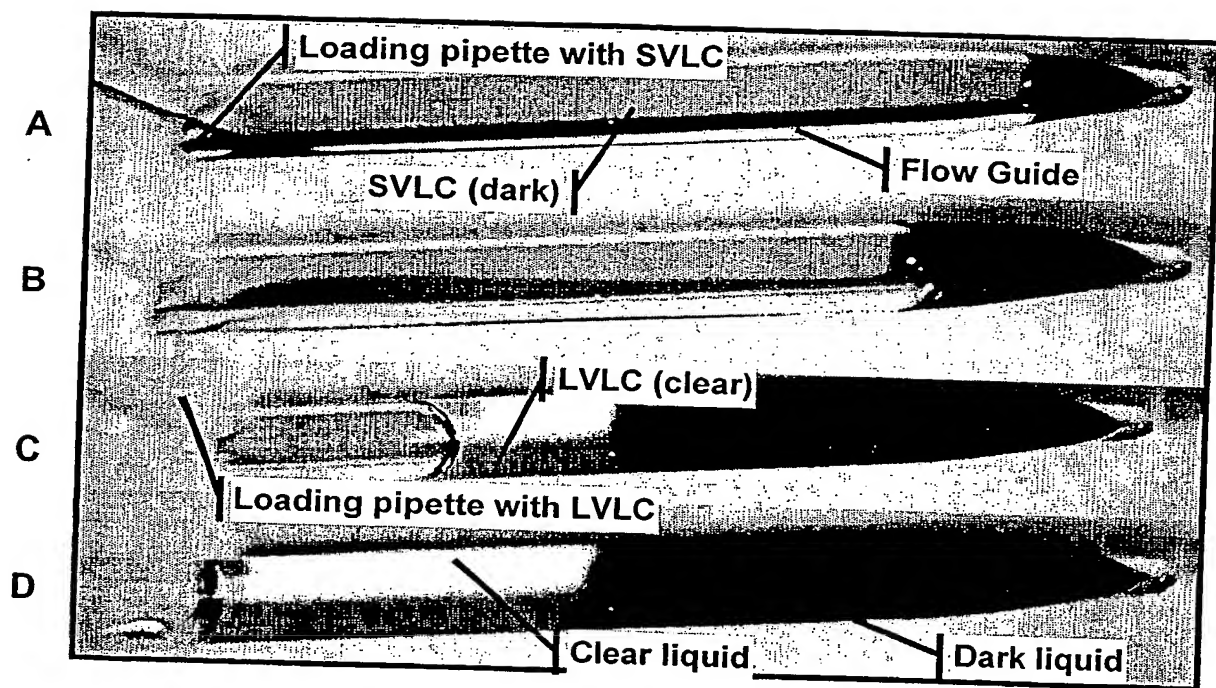 Loading pipette with SVLC
A
SVLC (dark)
Flow Guide
B
LVLC (clear)
C
Loading pipette with LVLC
D
Clear liquid
Dark liquid